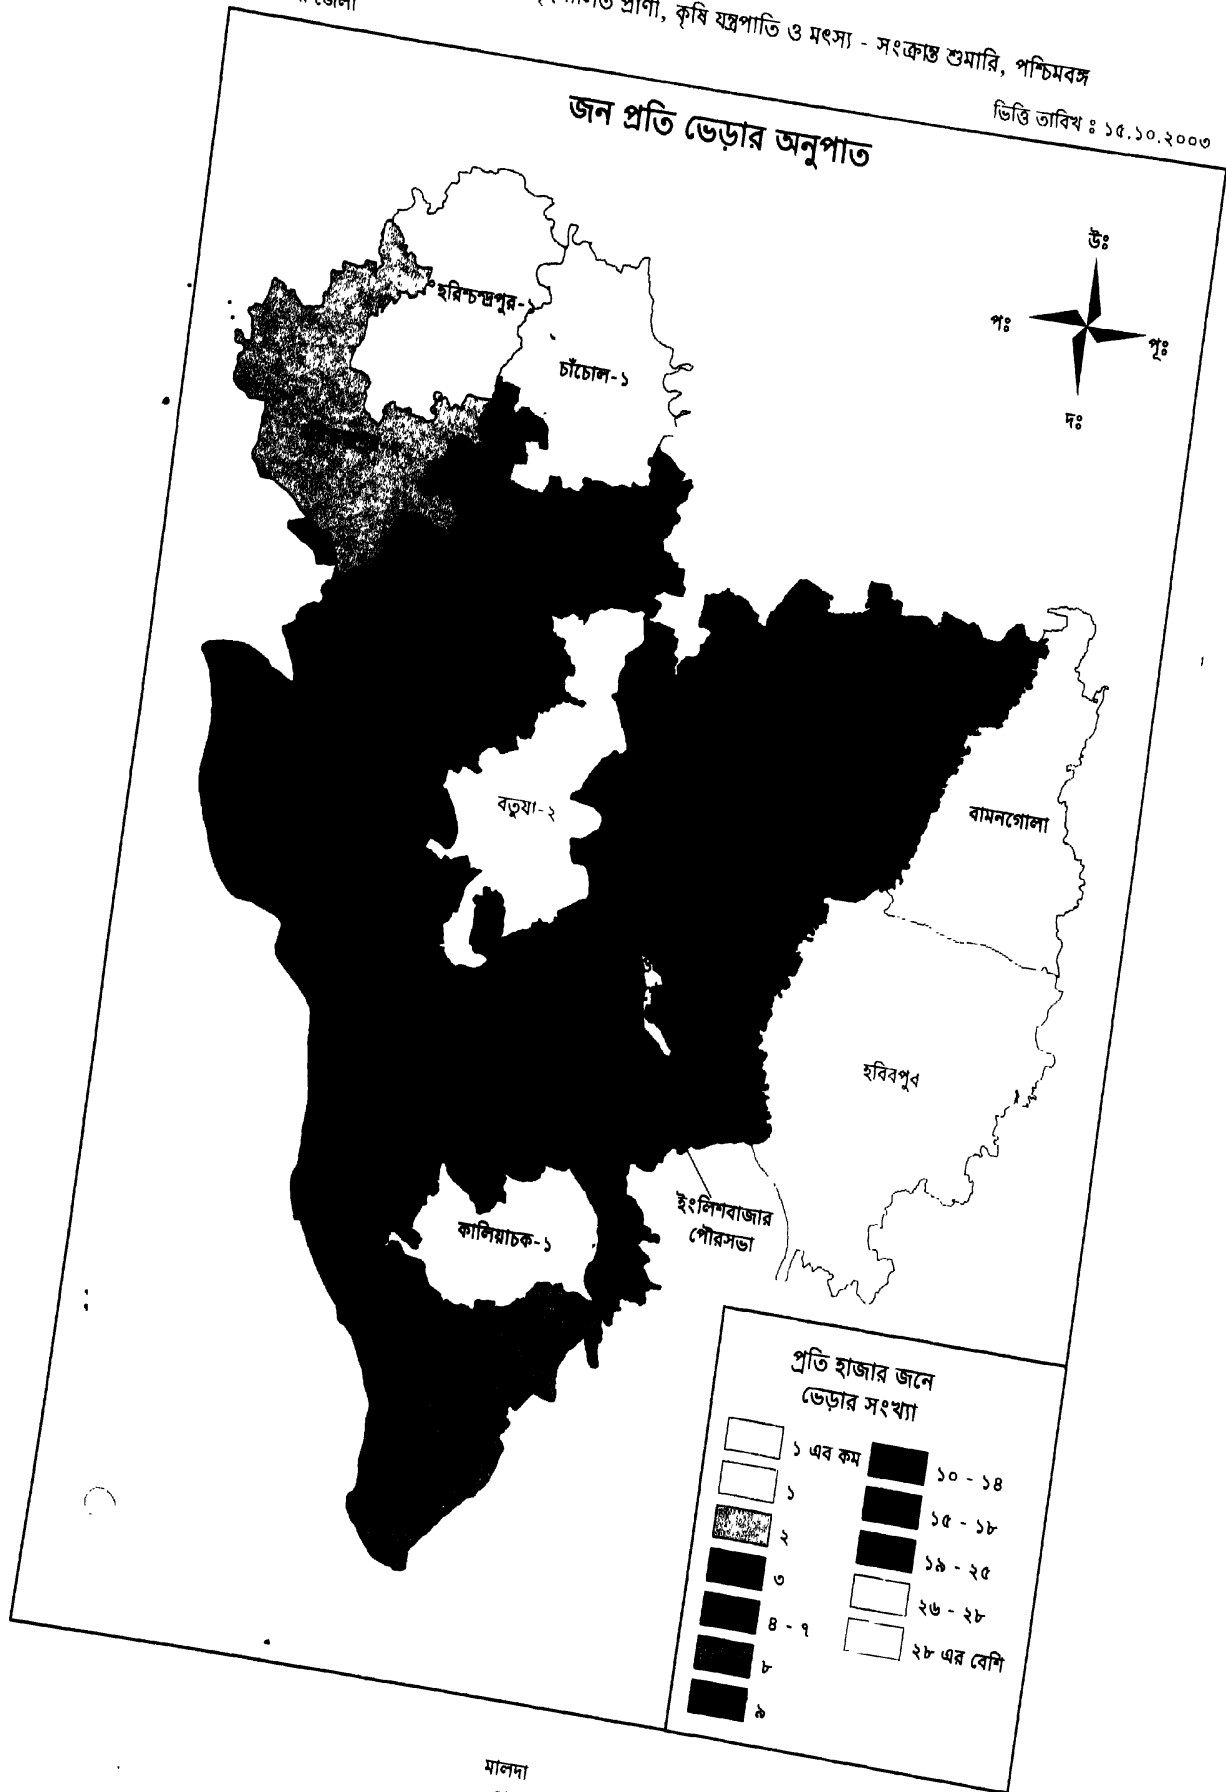 জেলা
প্রাণী, কৃষি যন্ত্রপাতি ও মৎস্য - সংক্রান্ত শুমারি, পশ্চিমবঙ্গ
ভিত্তি তাবিখ ঃ ১৫.১০.২০০৩
জন প্রতি ভেড়ার অনুপাত
উঃ
পঃ
পূঃ
দঃ
হরিশ্চন্দ্রপুর-১
চাঁচোল-১
বতুয়া-২
বামনগোলা
হবিবপুব
ইংলিশবাজার
পৌরসভা
কালিয়াচক-১
প্রতি হাজার জনে
ভেড়ার সংখ্যা
১ এব কম
১
২
৩
৪ - ৭
৮
৯
১০ - ১৪
১৫ - ১৮
১৯ - ২৫
২৬ - ২৮
২৮ এর বেশি
মালদা